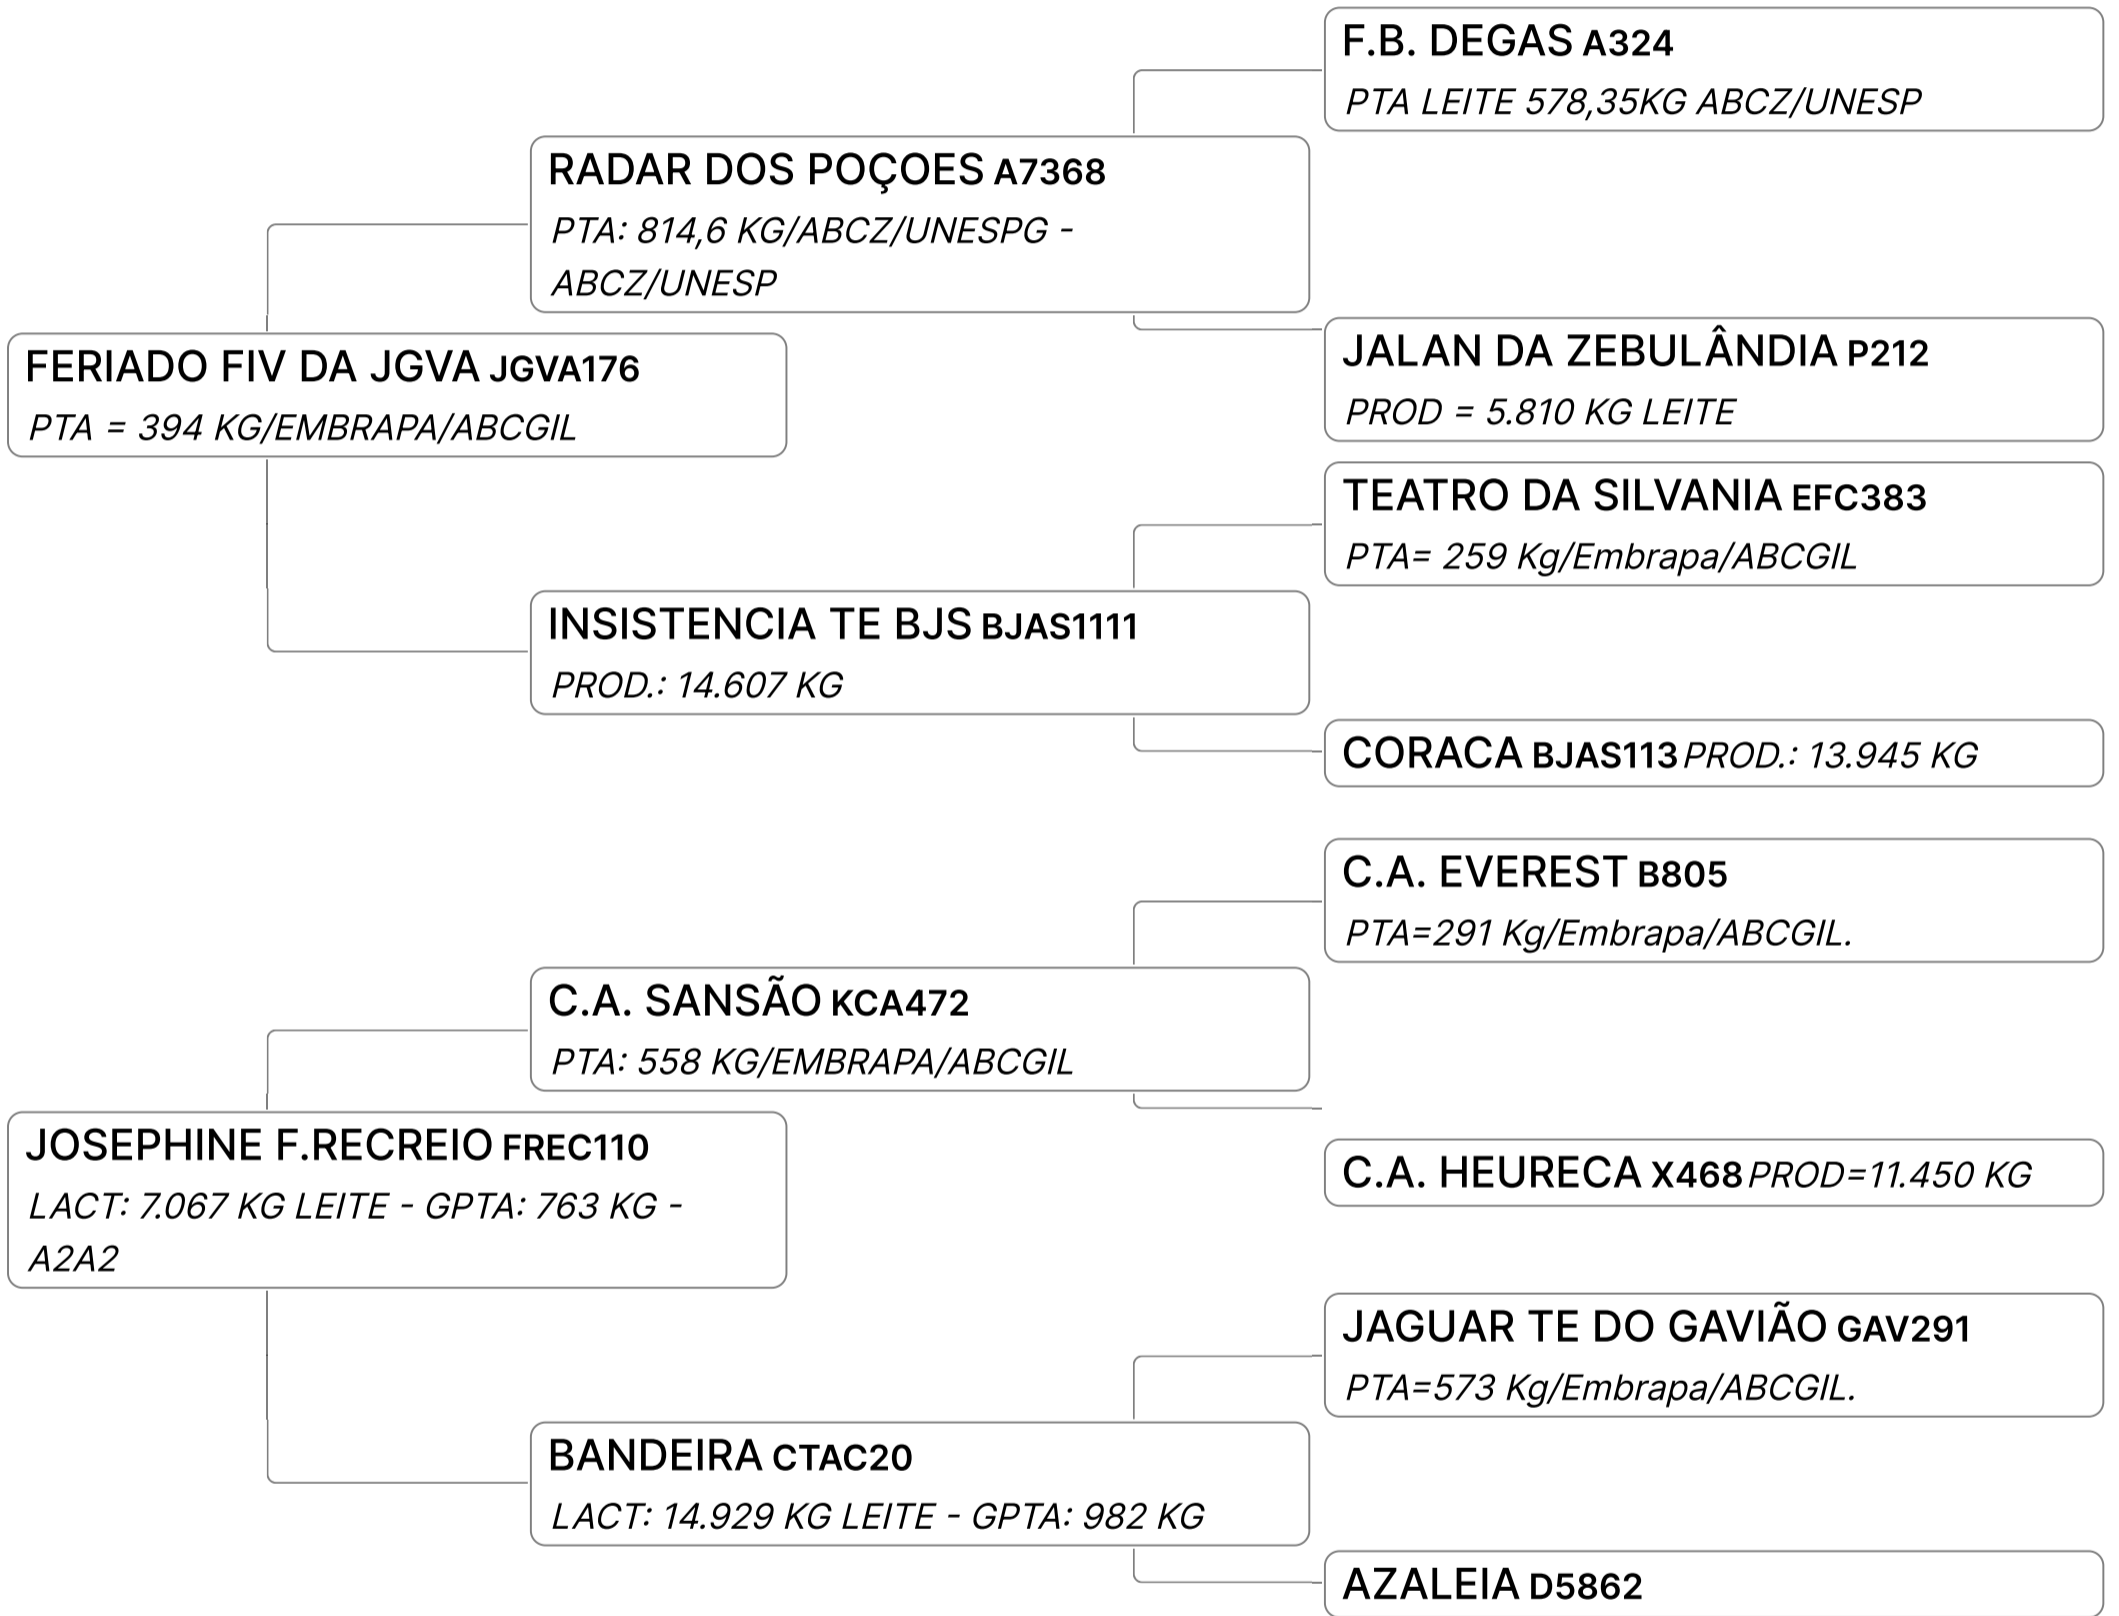 F.B. DEGAS A324
PTA LEITE 578,35KG ABCZ/UNESP
RADAR DOS POÇOES A7368
PTA: 814,6 KG/ABCZ/UNESPG -
ABCZ/UNESP
JALAN DA ZEBULÂNDIA P212
PROD = 5.810 KG LEITE
FERIADO FIV DA JGVA JGVA176
PTA = 394 KG/EMBRAPA/ABCGIL
TEATRO DA SILVANIA EFC383
PTA= 259 Kg/Embrapa/ABCGIL
INSISTENCIA TE BJS BJAS1111
PROD.: 14.607 KG
CORACA BJAS113 PROD.: 13.945 KG
C.A. EVEREST B805
PTA=291 Kg/Embrapa/ABCGIL.
C.A. SANSÃO KCA472
PTA: 558 KG/EMBRAPA/ABCGIL
C.A. HEURECA X468 PROD=11.450 KG
JOSEPHINE F.RECREIO FREC110
LACT: 7.067 KG LEITE - GPTA: 763 KG -
A2A2
JAGUAR TE DO GAVIÃO GAV291
PTA=573 Kg/Embrapa/ABCGIL.
BANDEIRA CTAC20
LACT: 14.929 KG LEITE - GPTA: 982 KG
AZALEIA D5862